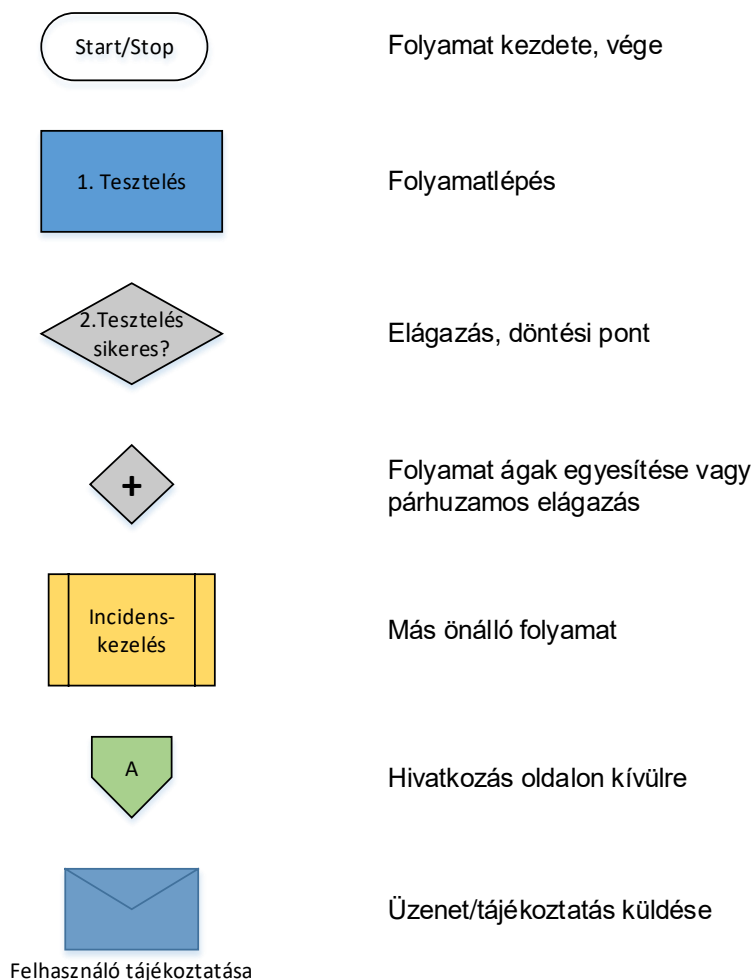 Start/Stop
Folyamat kezdete, vége
1. Tesztelés
Folyamatlépés
2.Tesztelés
sikeres?
Elágazás, döntési pont
+
Folyamat ágak egyesítése vagy
párhuzamos elágazás
Incidens-
kezelés
Más önálló folyamat
A
Hivatkozás oldalon kívülre
Üzenet/tájékoztatás küldése
Felhasználó tájékoztatása